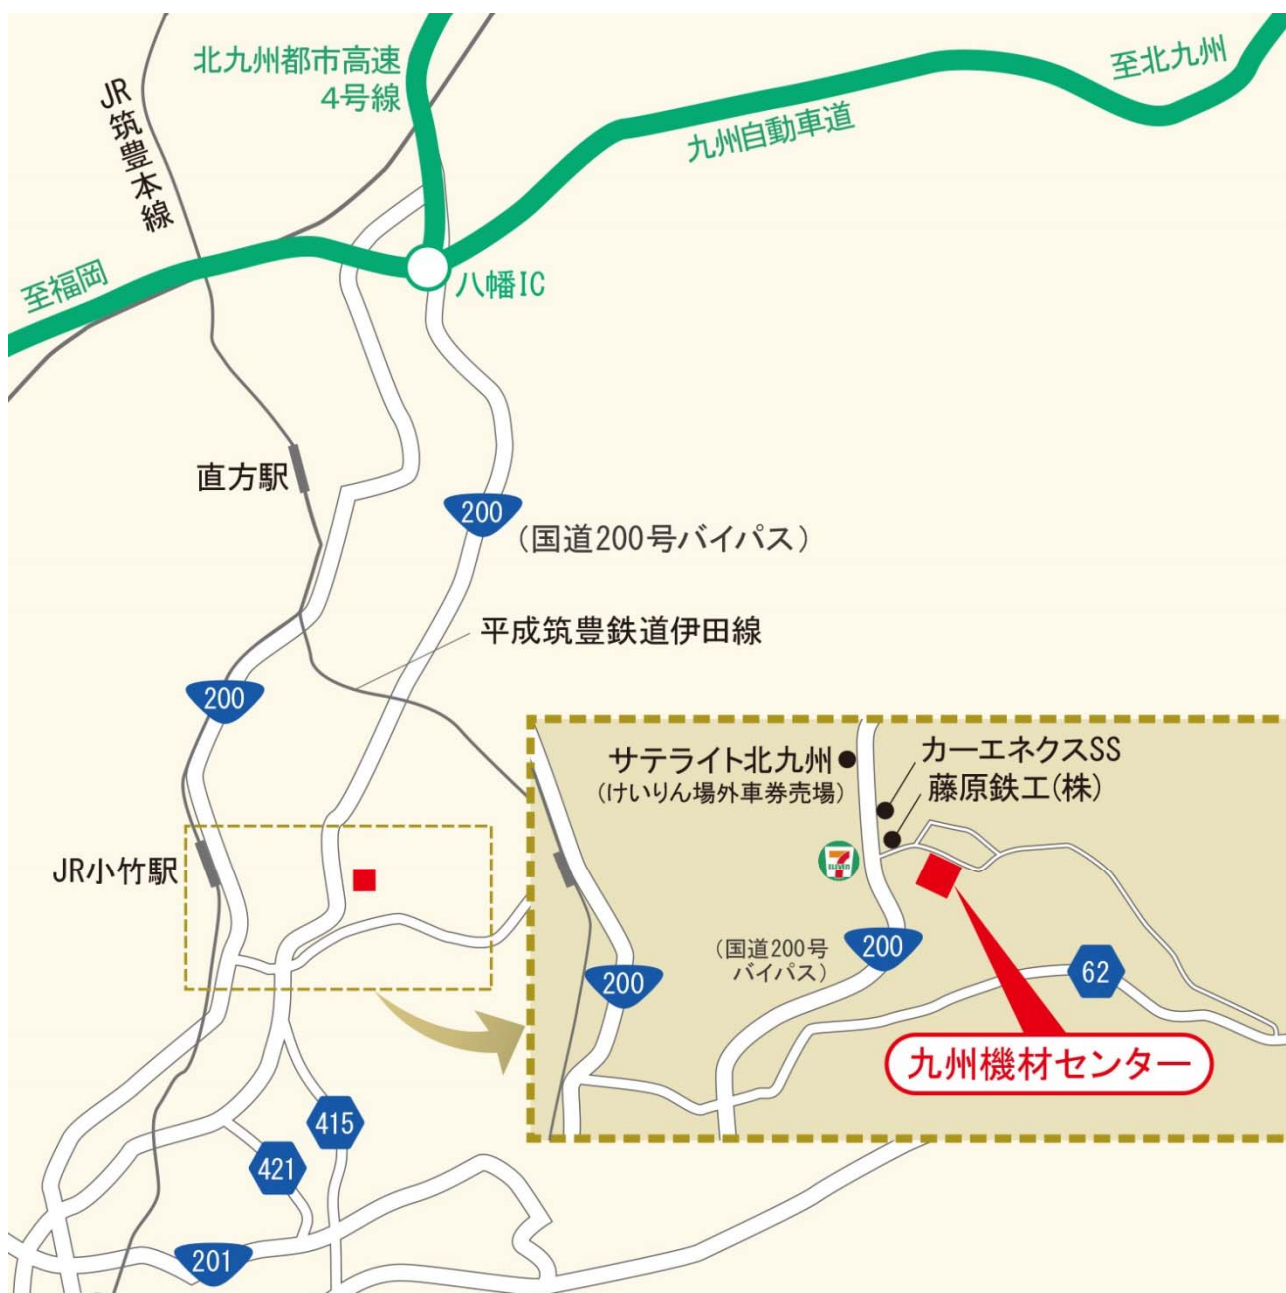 北九州都市高速
4号線
至北九州
九州自動車道
JR筑豊本線
至福岡
八幡IC
直方駅
200
(国道200号バイパス)
平成筑豊鉄道伊田線
200
JR小竹駅
サテライト北九州
(けいりん場外車券売場)
カーエネクスSS
藤原鉄工(株)
7
ELEVEN
(国道200号
バイパス)
200
200
62
九州機材センター
415
421
201